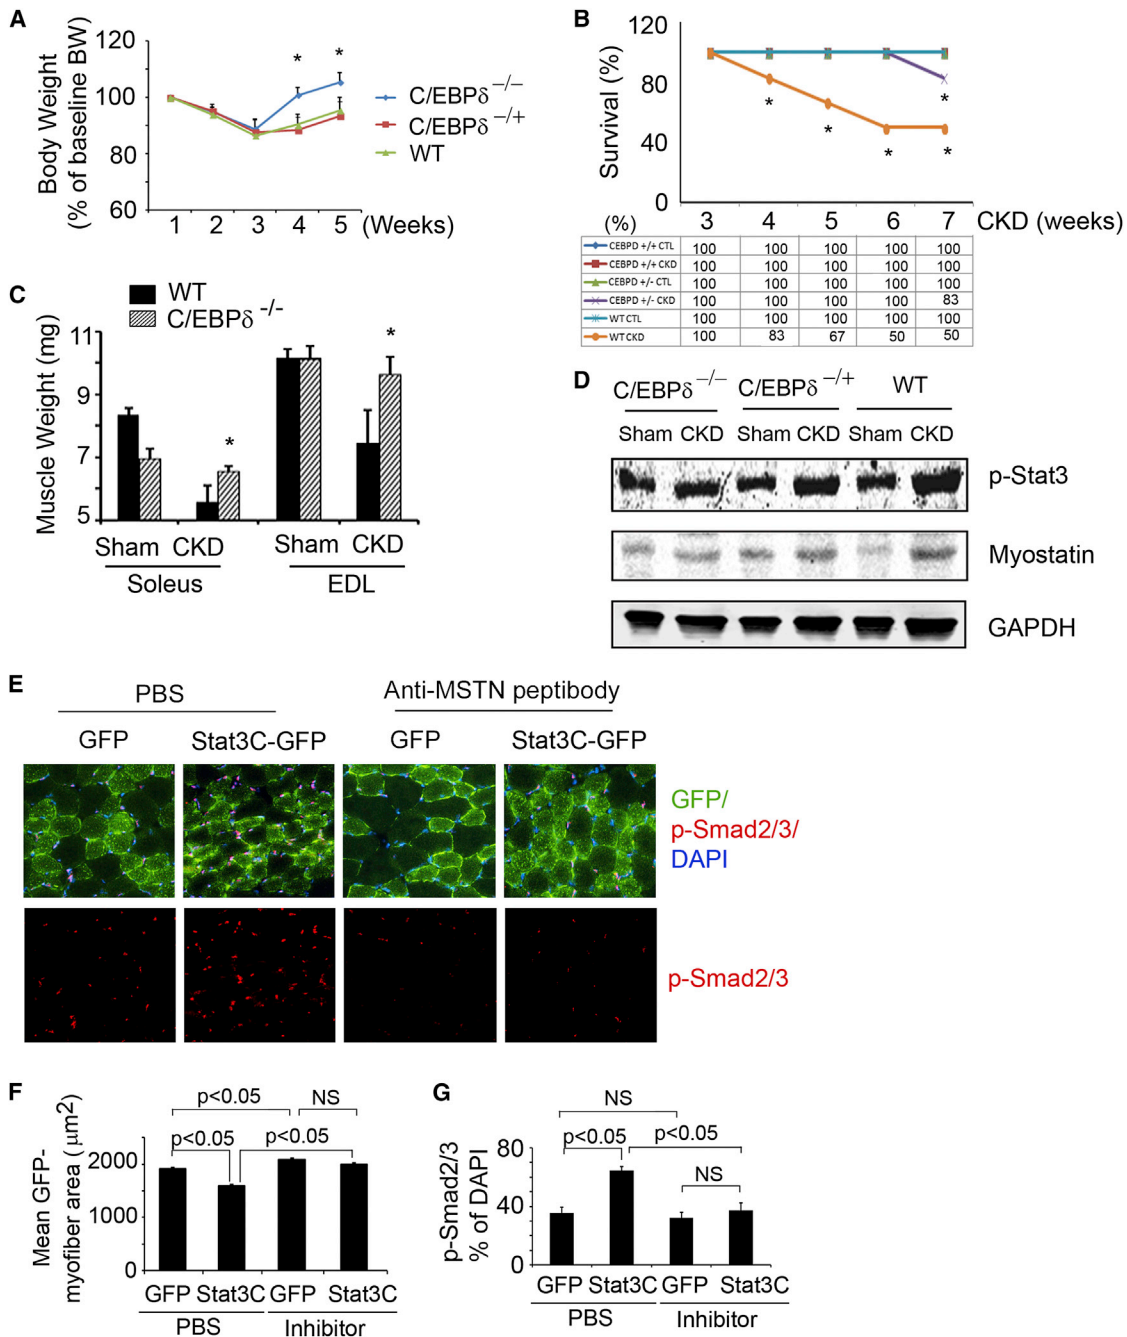 A
Body Weight
(% of baseline BW)
120
100
80
60
* *
C/EBPδ −/−
C/EBPδ −/+
WT
1 2 3 4 5 (Weeks)
B
Survival (%)
120
80
40
0
* * * * *
(%) 3 4 5 6 7 CKD (weeks)
CEBPD +/+ CTL 100 100 100 100 100
CEBPD +/+ CKD 100 100 100 100 100
CEBPD +/- CTL 100 100 100 100 100
CEBPD +/- CKD 100 100 100 100 83
WT CTL 100 100 100 100 100
WT CKD 100 83 67 50 50
C
WT
C/EBPδ -/-
Muscle Weight (mg)
11
9
7
5
* *
Sham CKD Sham CKD
Soleus EDL
D
C/EBPδ −/− C/EBPδ −/+ WT
Sham CKD Sham CKD Sham CKD
p-Stat3
Myostatin
GAPDH
E
PBS Anti-MSTN peptibody
GFP Stat3C-GFP GFP Stat3C-GFP
GFP/
p-Smad2/3/
DAPI
p-Smad2/3
F
Mean GFP-
myofiber area (μm2)
p<0.05 NS
p<0.05 p<0.05
2000
1000
0
GFP Stat3C GFP Stat3C
PBS Inhibitor
G
p-Smad2/3
% of DAPI
NS
p<0.05 p<0.05
NS
80
40
0
GFP Stat3C GFP Stat3C
PBS Inhibitor